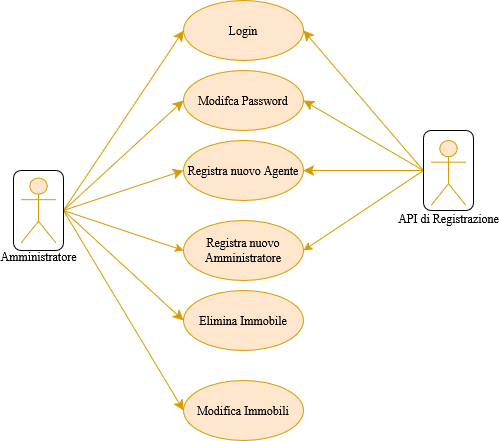 Login
Modifca Password
Registra nuovo Agente
API di Registrazione
Registra nuovo
Amministratore
Amministratore
Elimina Immobile
Modifica Immobili